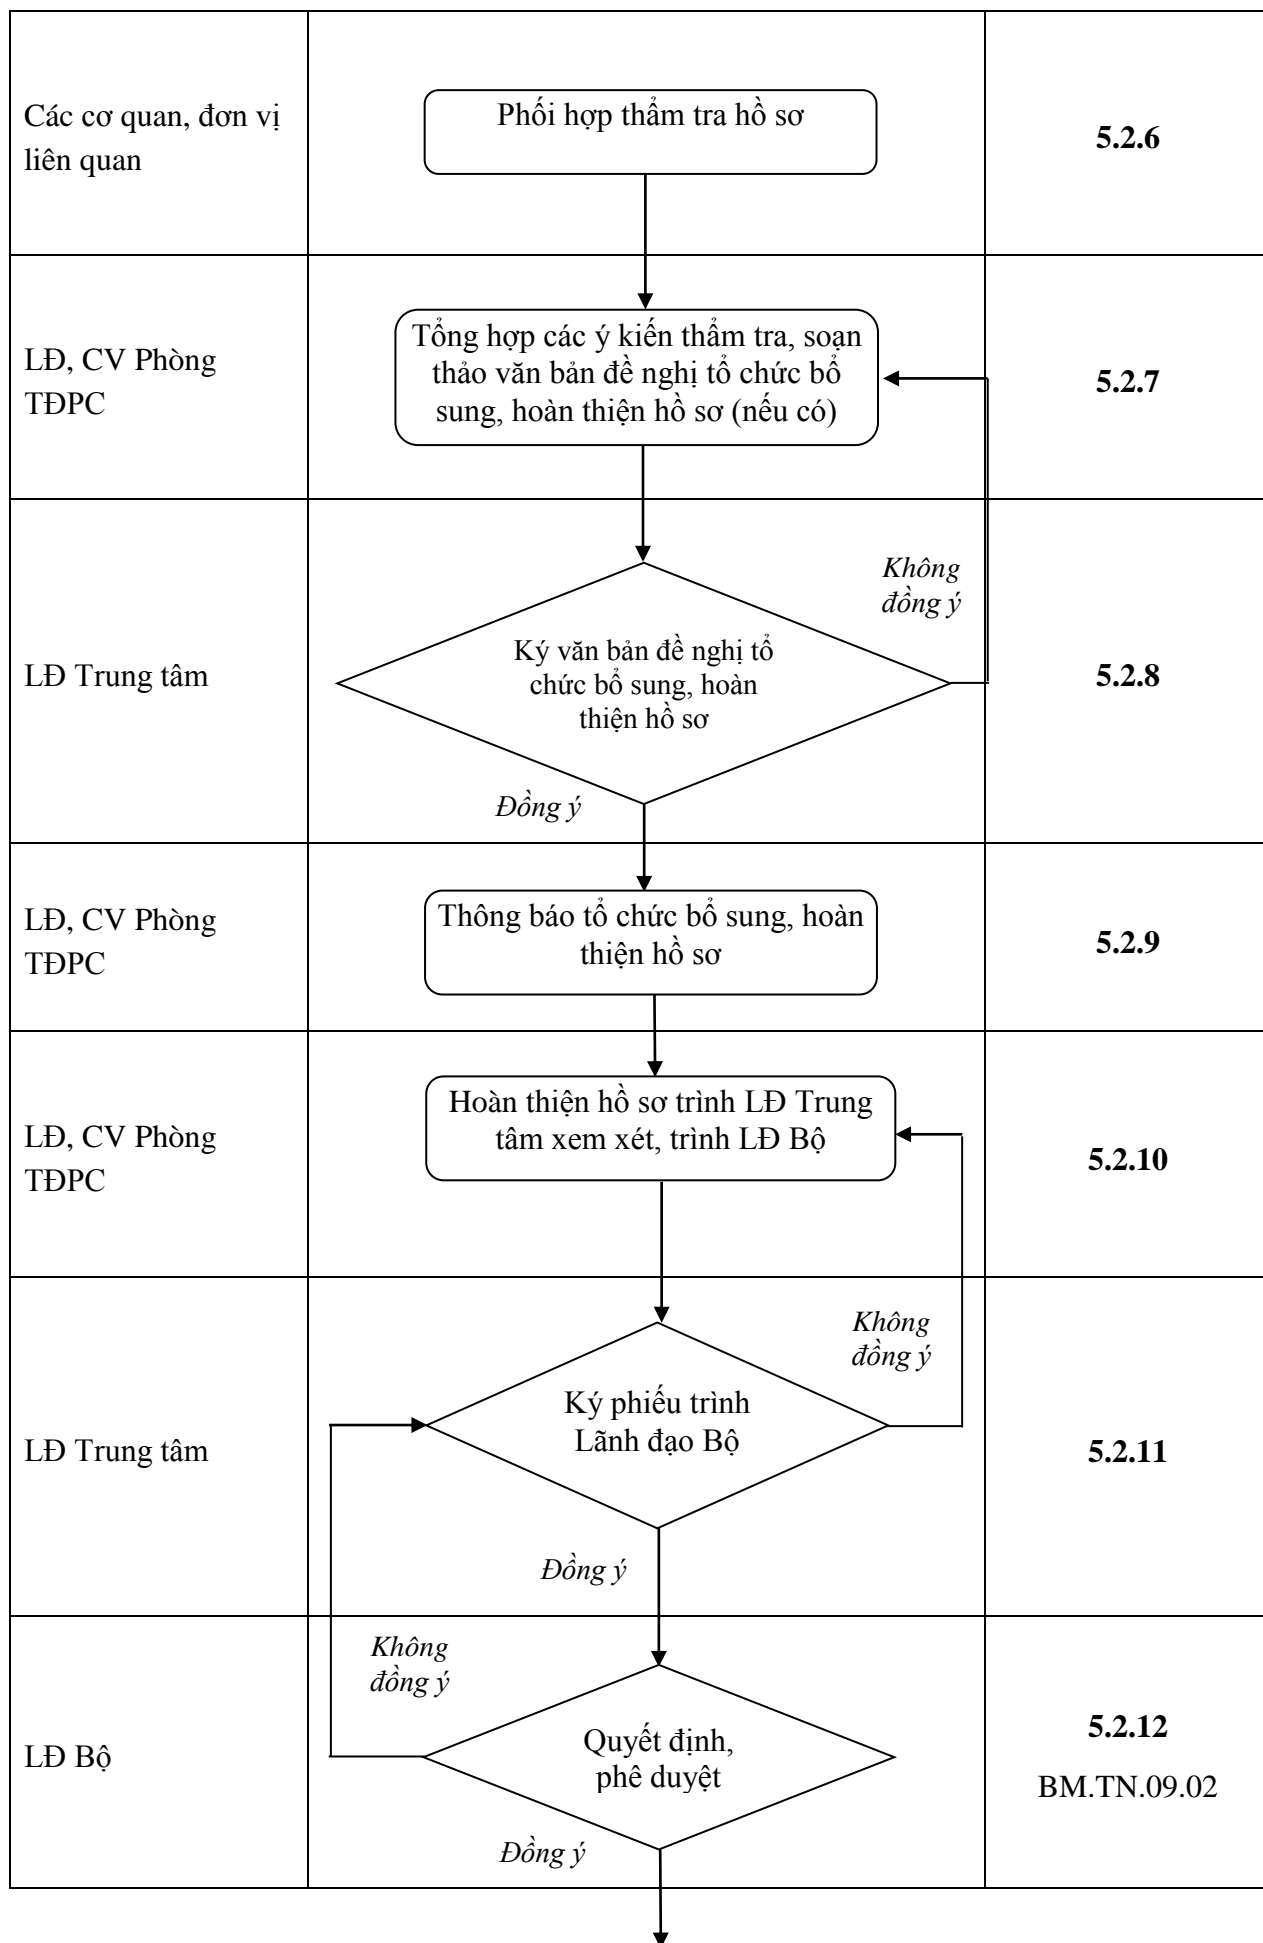 Các cơ quan, đơn vị
liên quan
Phối hợp thẩm tra hồ sơ
5.2.6
LĐ, CV Phòng
TĐPC
Tổng hợp các ý kiến thẩm tra, soạn
thảo văn bản đề nghị tổ chức bổ
sung, hoàn thiện hồ sơ (nếu có)
5.2.7
LĐ Trung tâm
Không
đồng ý
Ký văn bản đề nghị tổ
chức bổ sung, hoàn
thiện hồ sơ
Đồng ý
5.2.8
LĐ, CV Phòng
TĐPC
Thông báo tổ chức bổ sung, hoàn
thiện hồ sơ
5.2.9
LĐ, CV Phòng
TĐPC
Hoàn thiện hồ sơ trình LĐ Trung
tâm xem xét, trình LĐ Bộ
5.2.10
LĐ Trung tâm
Không
đồng ý
Ký phiếu trình
Lãnh đạo Bộ
Đồng ý
5.2.11
LĐ Bộ
Không
đồng ý
Quyết định,
phê duyệt
Đồng ý
5.2.12
BM.TN.09.02